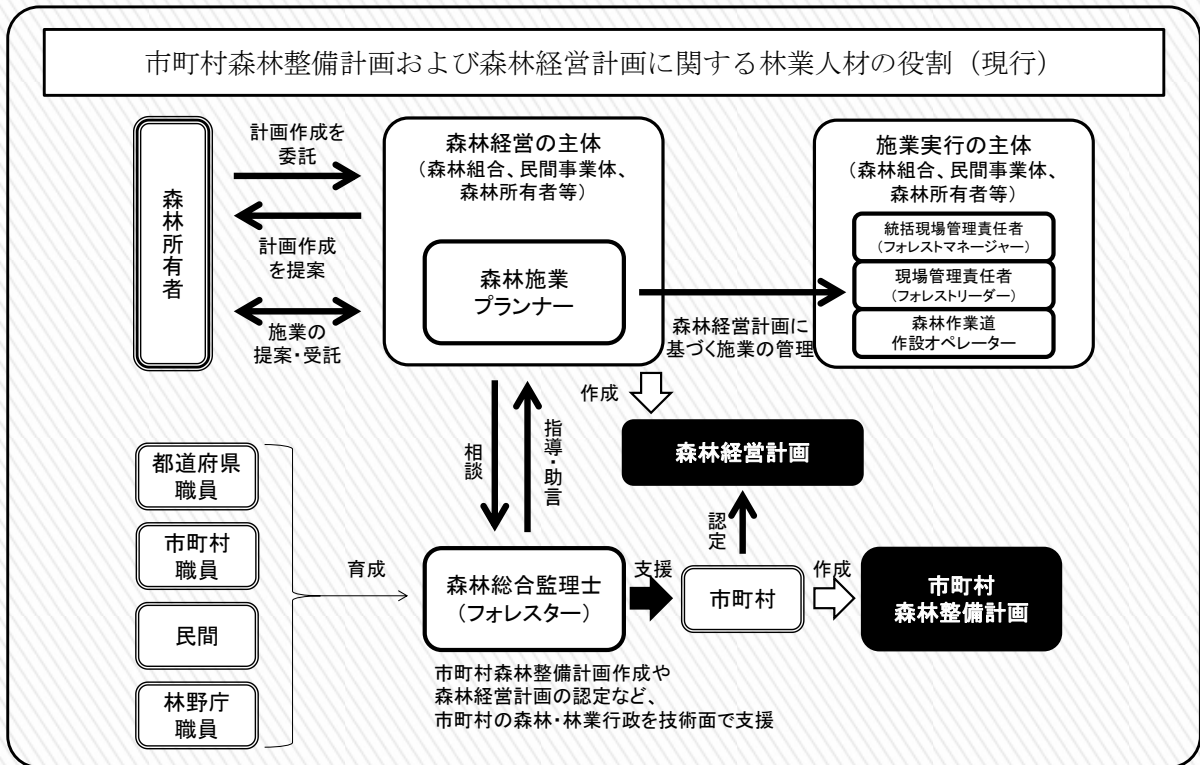 市町村森林整備計画および森林経営計画に関する林業人材の役割（現行）
森林所有者
計画作成を
委託
計画作成
を提案
施業の
提案・受託
森林経営の主体
（森林組合、民間事業体、
森林所有者等）
森林施業
プランナー
森林経営計画に
基づく施業の管理
施業実行の主体
（森林組合、民間事業体、
森林所有者等）
統括現場管理責任者
（フォレストマネージャー）
現場管理責任者
（フォレストリーダー）
森林作業道
作設オペレーター
作成
森林経営計画
相談
指導・助言
認定
都道府県
職員
市町村
職員
民間
林野庁
職員
育成
森林総合監理士
（フォレスター）
支援
市町村
作成
市町村
森林整備計画
市町村森林整備計画作成や
森林経営計画の認定など、
市町村の森林・林業行政を技術面で支援